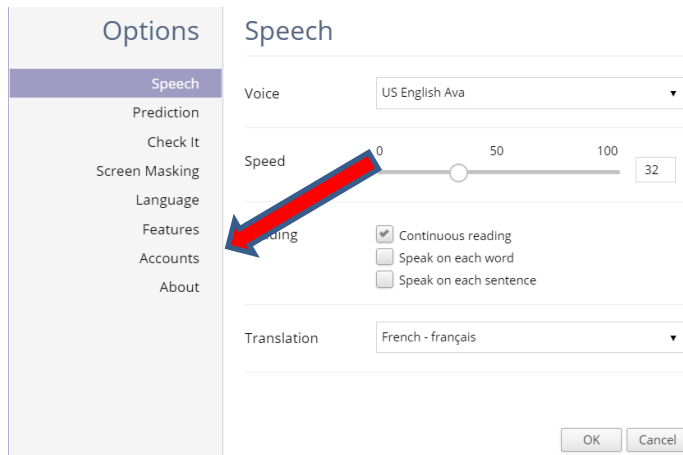 Options
Speech
Prediction
Check It
Screen Masking
Language
Features
Accounts
About
Speech
Voice
US English Ava
Speed
0 50 100
32
Continuous reading
Speak on each word
Speak on each sentence
Translation
French - français
OK Cancel